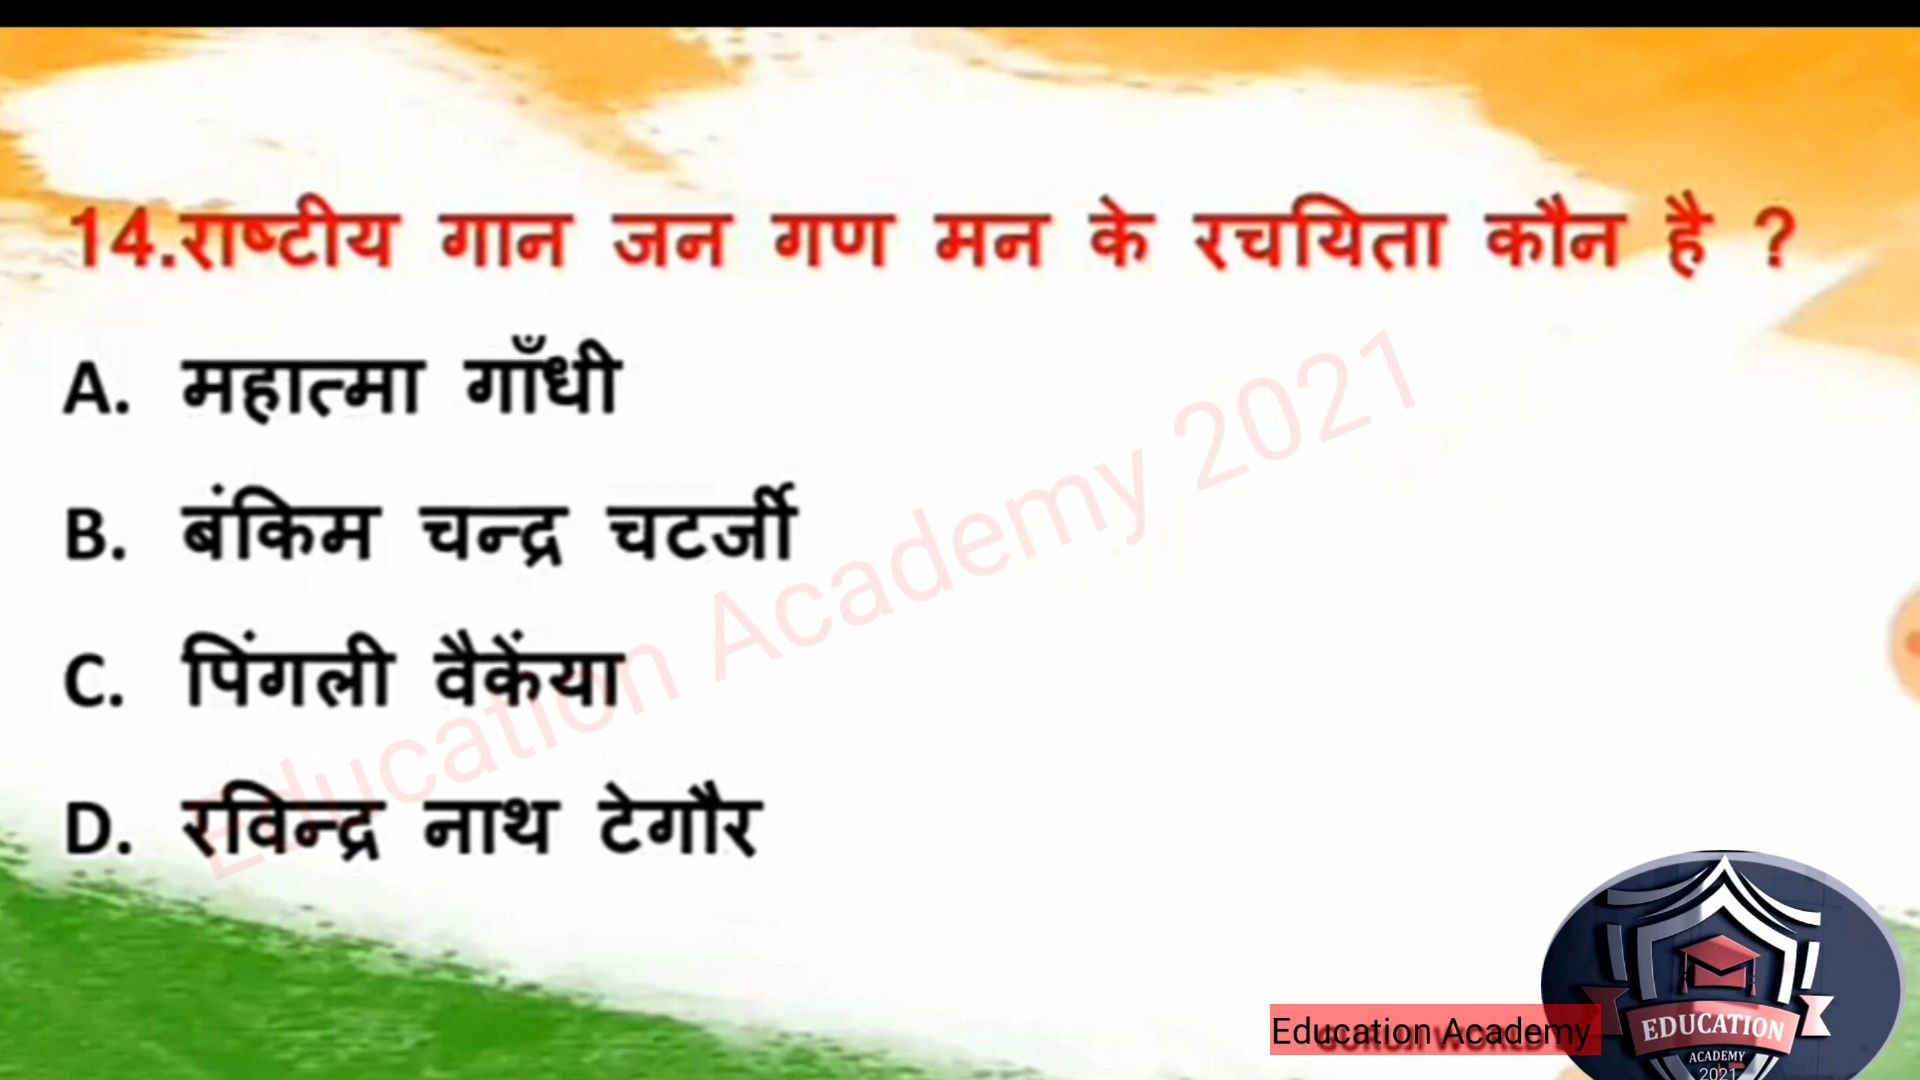 14.राष्टीय गान जन गण मन के रचयिता कौन है ?
A. महात्मा गाँधी
B. बंकिम चन्द्र चटर्जी
C. पिंगली वैकेंया
D. रविन्द्र नाथ टेगौर
Education Academy 2021
Education Academy
EDUCATION
ACADEMY
2021